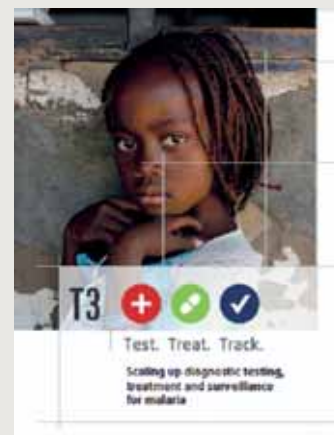 T3
Test. Treat. Track.
Scaling up diagnostic testing,
treatment and surveillance
for malaria